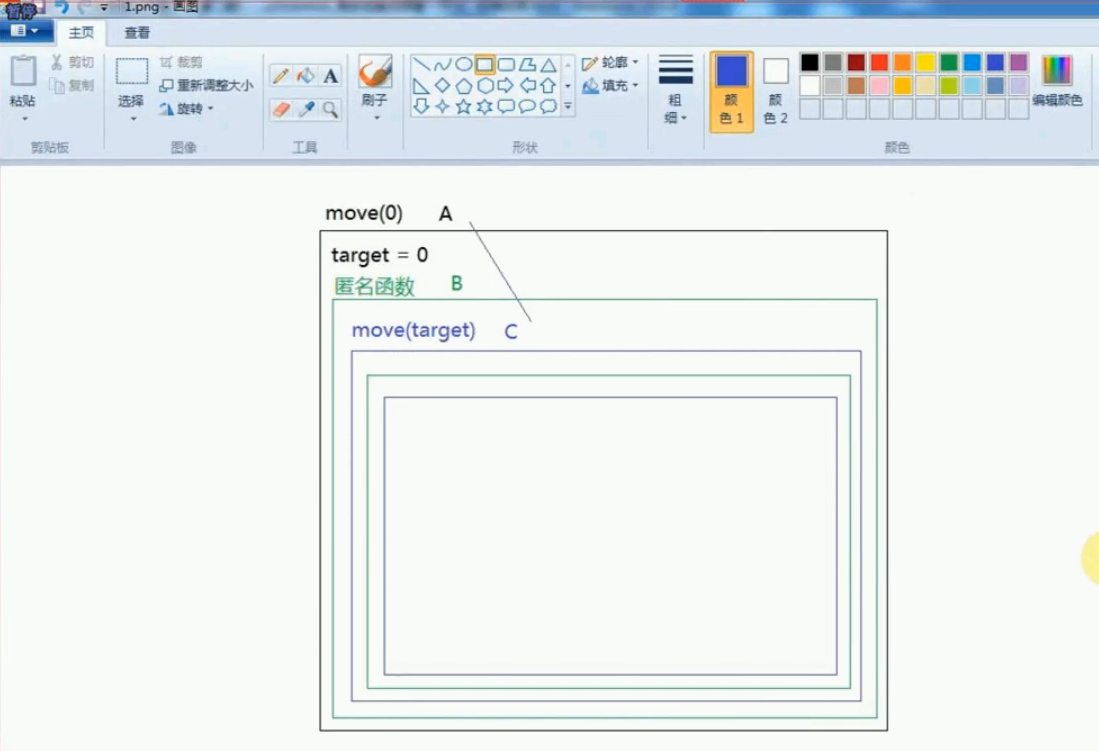 暂停 1.png - 画图
主页 查看
剪切
复制
粘贴
剪贴板
裁剪
重新调整大小
旋转
选择
图像
A
工具
刷子
轮廓
填充
形状
粗
细
颜
色 1
颜
色 2
编辑颜色
颜色
move(0) A
target = 0
匿名函数 B
move(target) C